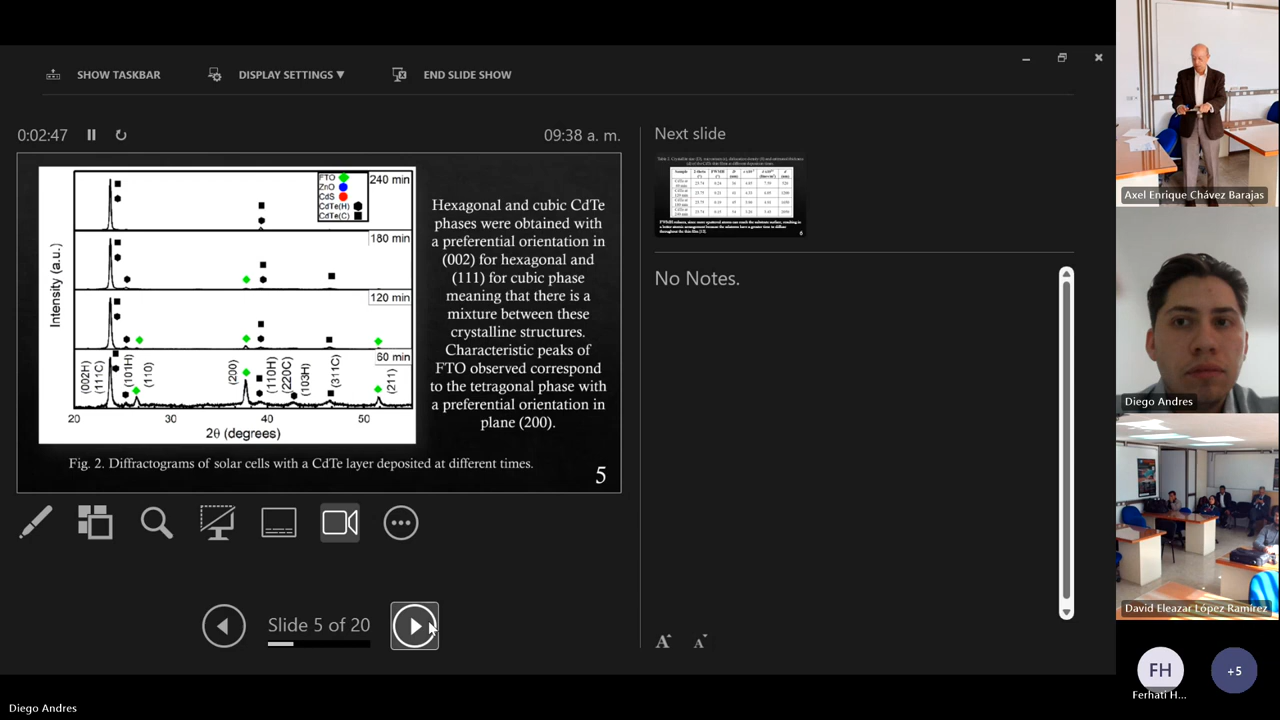 SHOW TASKBAR
DISPLAY SETTINGS ▼
END SLIDE SHOW
0:02:47
09:38 a. m.
Next slide
FTO
ZnO
CdS
CdTe(H)
CdTe(C)
240 min
180 min
120 min
60 min
Intensity (a.u.)
(002H)
(111C)
(101H)
(110)
(200)
(110H)
(220C)
(103H)
(311C)
(211)
20 30 40 50
2θ (degrees)
Hexagonal and cubic CdTe
phases were obtained with
a preferential orientation in
(002) for hexagonal and
(111) for cubic phase
meaning that there is a
mixture between these
crystalline structures.
Characteristic peaks of
FTO observed correspond
to the tetragonal phase with
a preferential orientation in
plane (200).
Fig. 2. Diffractograms of solar cells with a CdTe layer deposited at different times.
5
No Notes.
Slide 5 of 20
A A
Axel Enrique Chávez Barajas
Diego Andres
David Eleazar López Ramírez
FH
Ferhati H...
+5
Diego Andres